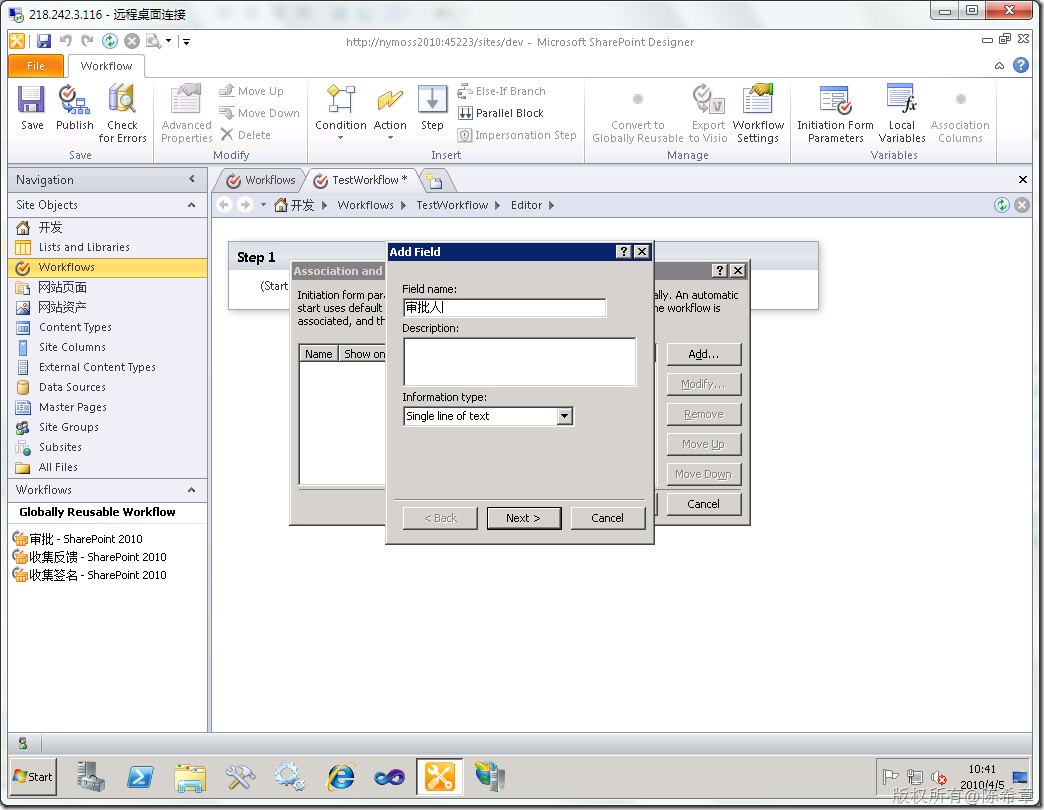 218.242.3.116 - 远程桌面连接
http://nymoss2010:45223/sites/dev - Microsoft SharePoint Designer
File
Workflow
Save
Publish
Check for Errors
Save
Advanced Properties
Move Up
Move Down
Delete
Modify
Condition
Action
Step
Else-If Branch
Parallel Block
Impersonation Step
Insert
Convert to Globally Reusable
Export to Visio
Workflow Settings
Manage
Initiation Form Parameters
Local Variables
Association Columns
Variables
Navigation
Workflows
TestWorkflow *
Site Objects
开发
Workflows
TestWorkflow
Editor
开发
Lists and Libraries
Workflows
网站页面
网站资产
Content Types
Site Columns
External Content Types
Data Sources
Master Pages
Site Groups
Subsites
All Files
Workflows
Globally Reusable Workflow
审批 - SharePoint 2010
收集反馈 - SharePoint 2010
收集签名 - SharePoint 2010
Step 1
(Start
Association and
Initiation form par
ally. An automatic
start uses default
he workflow is
associated, and th
Name
Show on
Add...
Modify...
Remove
Move Up
Move Down
Cancel
Add Field
Field name:
审批人
Description:
Information type:
Single line of text
< Back
Next >
Cancel
Start
10:41
2010/4/5
版权所有@陈希章